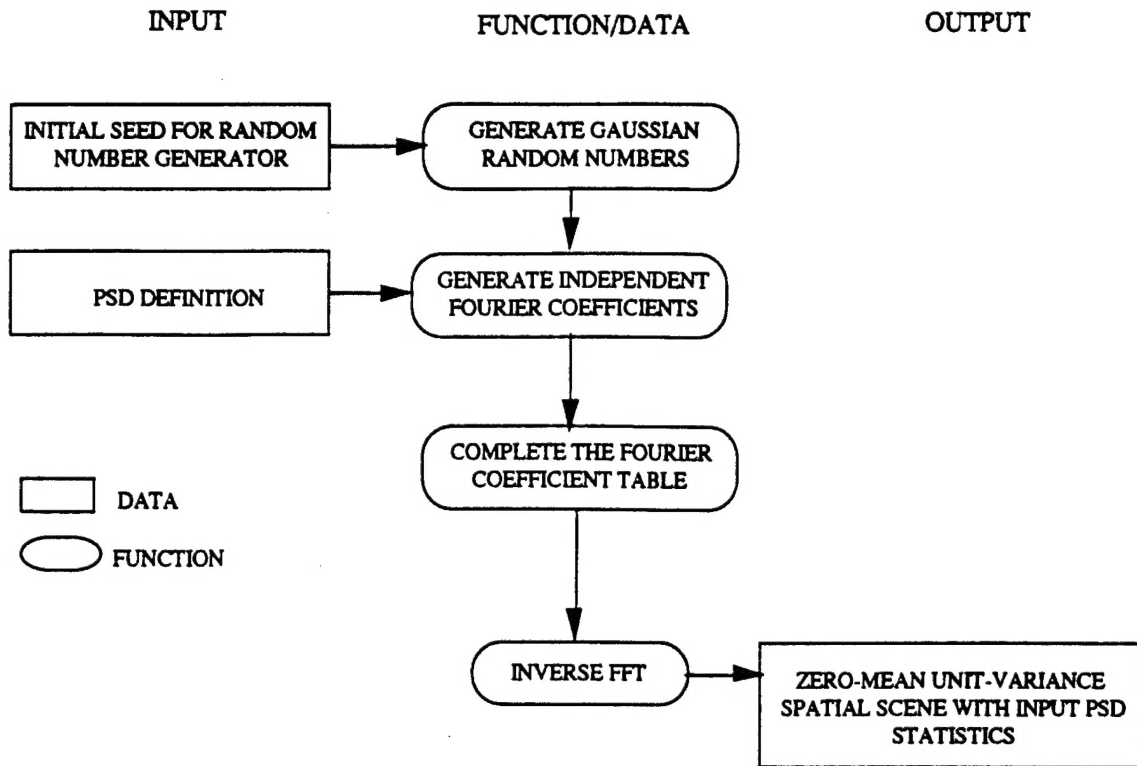 INPUT
FUNCTION/DATA
OUTPUT
INITIAL SEED FOR RANDOM
NUMBER GENERATOR
GENERATE GAUSSIAN
RANDOM NUMBERS
PSD DEFINITION
GENERATE INDEPENDENT
FOURIER COEFFICIENTS
COMPLETE THE FOURIER
COEFFICIENT TABLE
DATA
FUNCTION
INVERSE FFT
ZERO-MEAN UNIT-VARIANCE
SPATIAL SCENE WITH INPUT PSD
STATISTICS